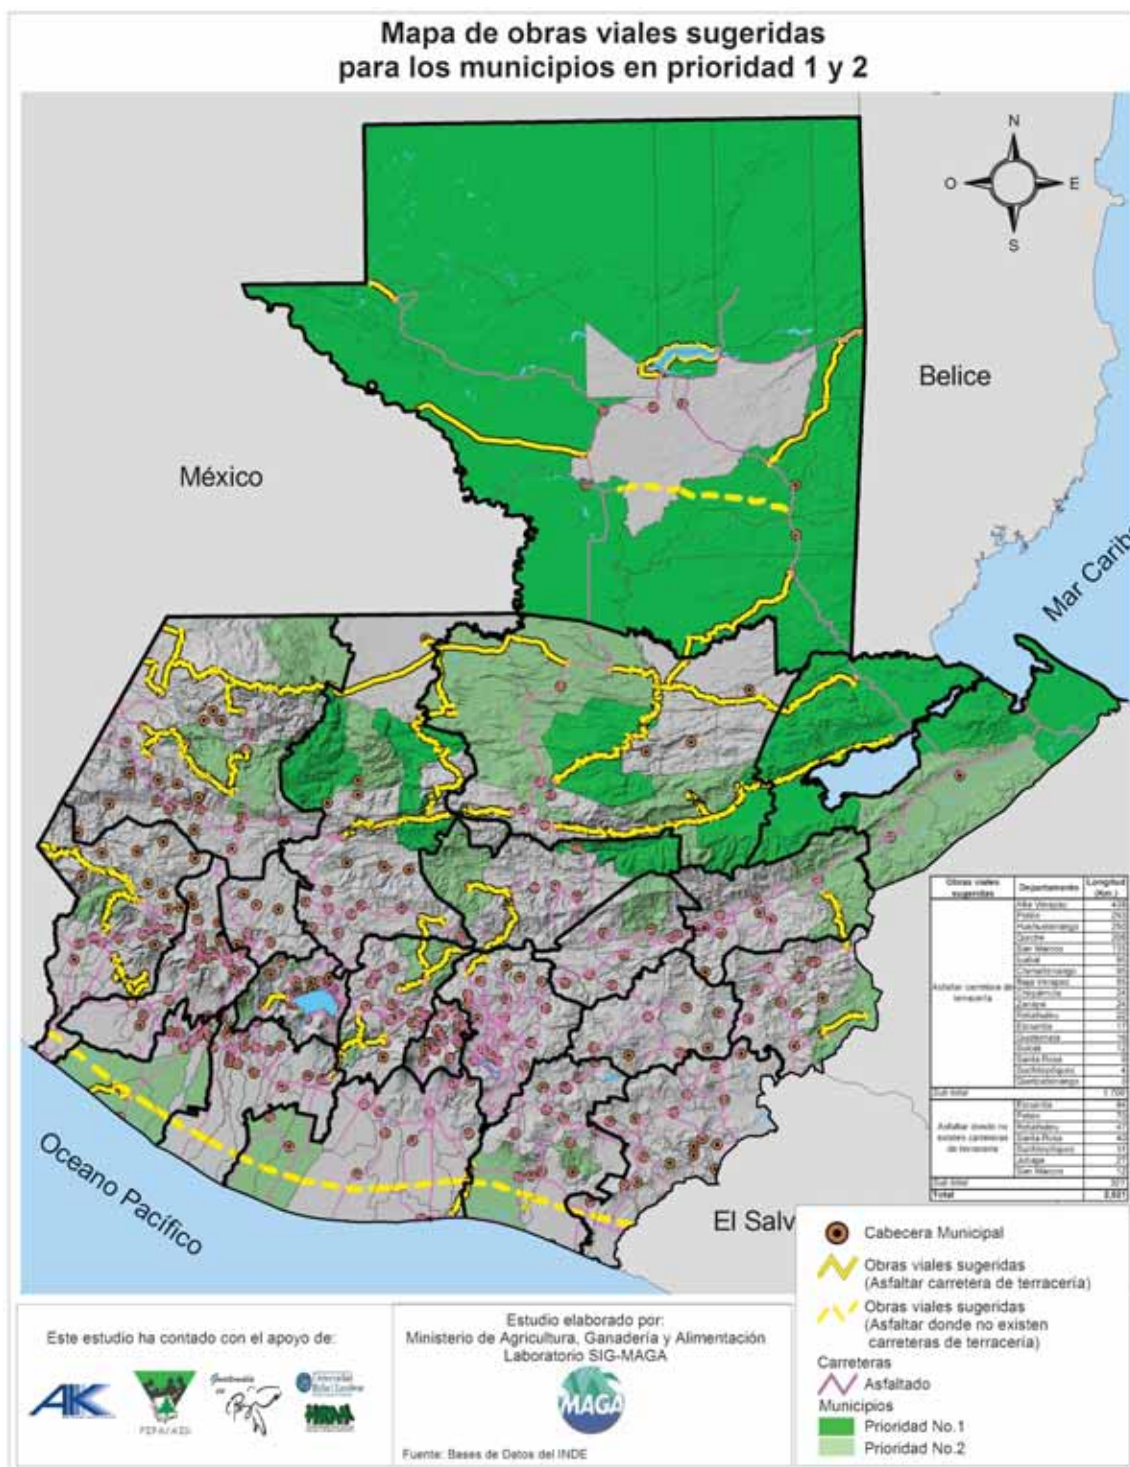 Mapa de obras viales sugeridas
para los municipios en prioridad 1 y 2
N
O
E
S
Belice
México
Mar Carib
Oceano Pacífico
El Salv
Obras viales sugeridas
Departamento
Longitud (Km.)
Asfaltar carretera de terracería
Alta Verapaz
Petén
Huehuetenango
Quiché
San Marcos
Izabal
Chimaltenango
Baja Verapaz
Chiquimula
Zacapa
Retalhuleu
Escuintla
Guatemala
Sololá
Santa Rosa
Suchitepéquez
Quetzaltenango
Sub total
Asfaltar donde no existen carreteras de terracería
Escuintla
Petén
Retalhuleu
Santa Rosa
Suchitepéquez
Jutiapa
San Marcos
Sub total
Total
Cabecera Municipal
Obras viales sugeridas
(Asfaltar carretera de terracería)
Obras viales sugeridas
(Asfaltar donde no existen
carreteras de terracería)
Carreteras
Asfaltado
Municipios
Prioridad No.1
Prioridad No.2
Este estudio ha contado con el apoyo de:
Estudio elaborado por:
Ministerio de Agricultura, Ganadería y Alimentación
Laboratorio SIG-MAGA
MAGA
Fuente: Bases de Datos del INDE